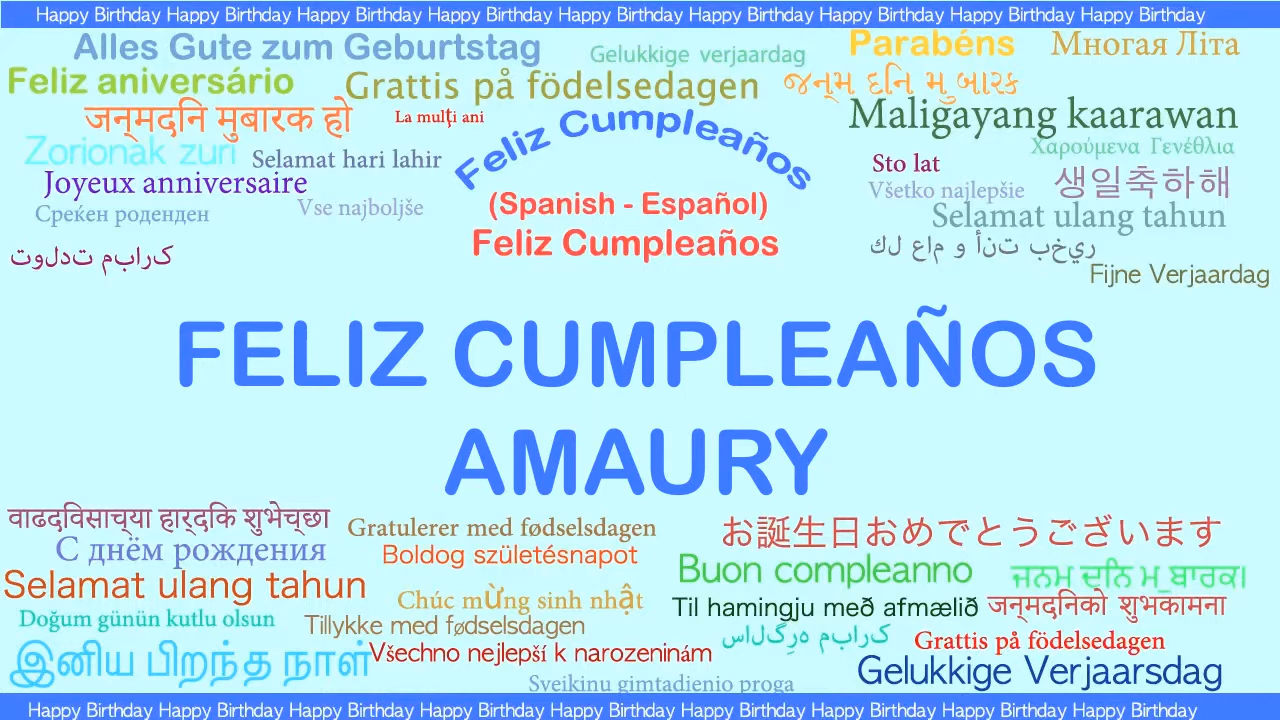 Happy Birthday Happy Birthday Happy Birthday Happy Birthday Happy Birthday Happy Birthday Happy Birthday Happy Birthday Happy Birthday
Alles Gute zum Geburtstag
Gelukkige verjaardag
Parabéns
Многая Літа
Feliz aniversário
Grattis på födelsedagen
જન્મ દિન મુબારક
जन्मदिन मुबारक हो
La mulţi ani
Feliz Cumpleaños
Maligayang kaarawan
Zorionak zuri
Selamat hari lahir
Sto lat
Χαρούμενα Γενέθλια
Joyeux anniversaire
(Spanish - Español)
Všetko najlepšie
생일축하해
Среќен роденден
Vse najboljše
Selamat ulang tahun
تولدت مبارک
Feliz Cumpleaños
كل عام و أنت بخير
Fijne Verjaardag
FELIZ CUMPLEAÑOS
AMAURY
वाढदिवसाच्या हार्दिक शुभेच्छा
Gratulerer med fødselsdagen
お誕生日おめでとうございます
С днём рождения
Boldog születésnapot
Buon compleanno
ਜਨਮ ਦਿਨ ਮੁਬਾਰਕ।
Selamat ulang tahun
Chúc mừng sinh nhật
Til hamingju með afmælið
जन्मदिनको शुभकामना
Doğum günün kutlu olsun
Tillykke med fødselsdagen
سالگرہ مبارک
Grattis på födelsedagen
இனிய பிறந்த நாள்
Všechno nejlepší k narozeninám
Gelukkige Verjaarsdag
Sveikinu gimtadienio proga
Happy Birthday Happy Birthday Happy Birthday Happy Birthday Happy Birthday Happy Birthday Happy Birthday Happy Birthday Happy Birthday